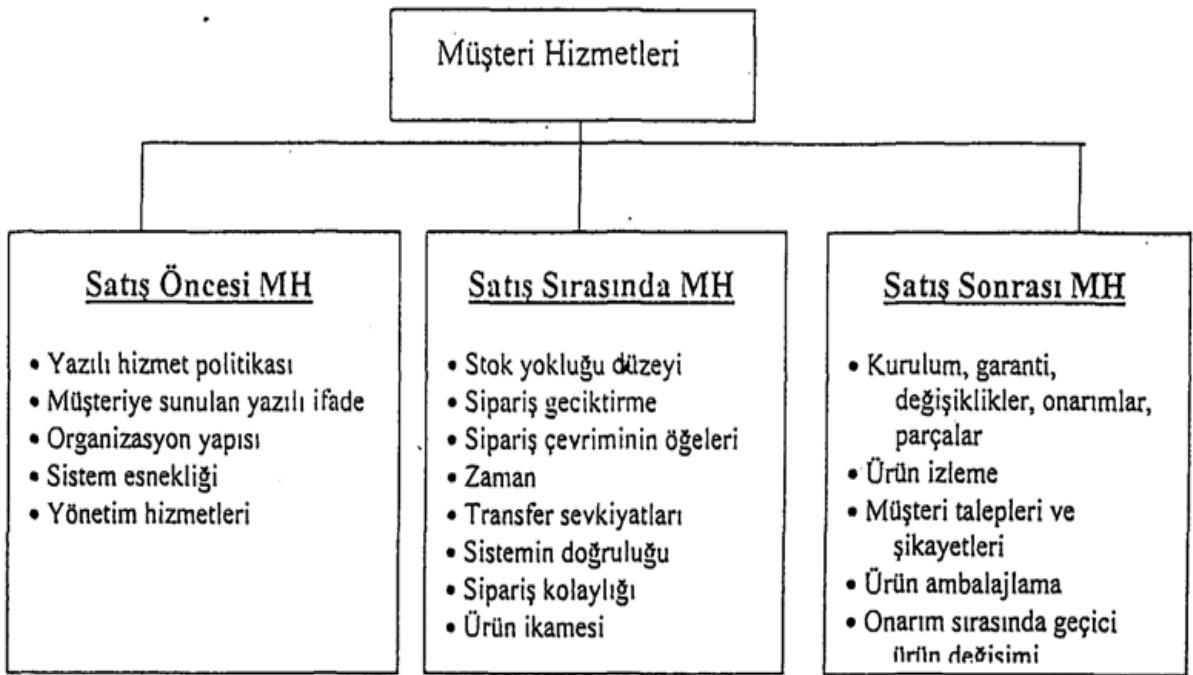 Müşteri Hizmetleri
Satış Öncesi MH
• Yazılı hizmet politikası
• Müşteriye sunulan yazılı ifade
• Organizasyon yapısı
• Sistem esnekliği
• Yönetim hizmetleri
Satış Sırasında MH
• Stok yokluğu düzeyi
• Sipariş geciktirme
• Sipariş çevriminin öğeleri
• Zaman
• Transfer sevkiyatları
• Sistemin doğruluğu
• Sipariş kolaylığı
• Ürün ikamesi
Satış Sonrası MH
• Kurulum, garanti,
değişiklikler, onarımlar,
parçalar
• Ürün izleme
• Müşteri talepleri ve
şikayetleri
• Ürün ambalajlama
• Onarım sırasında geçici
ürün değişimi